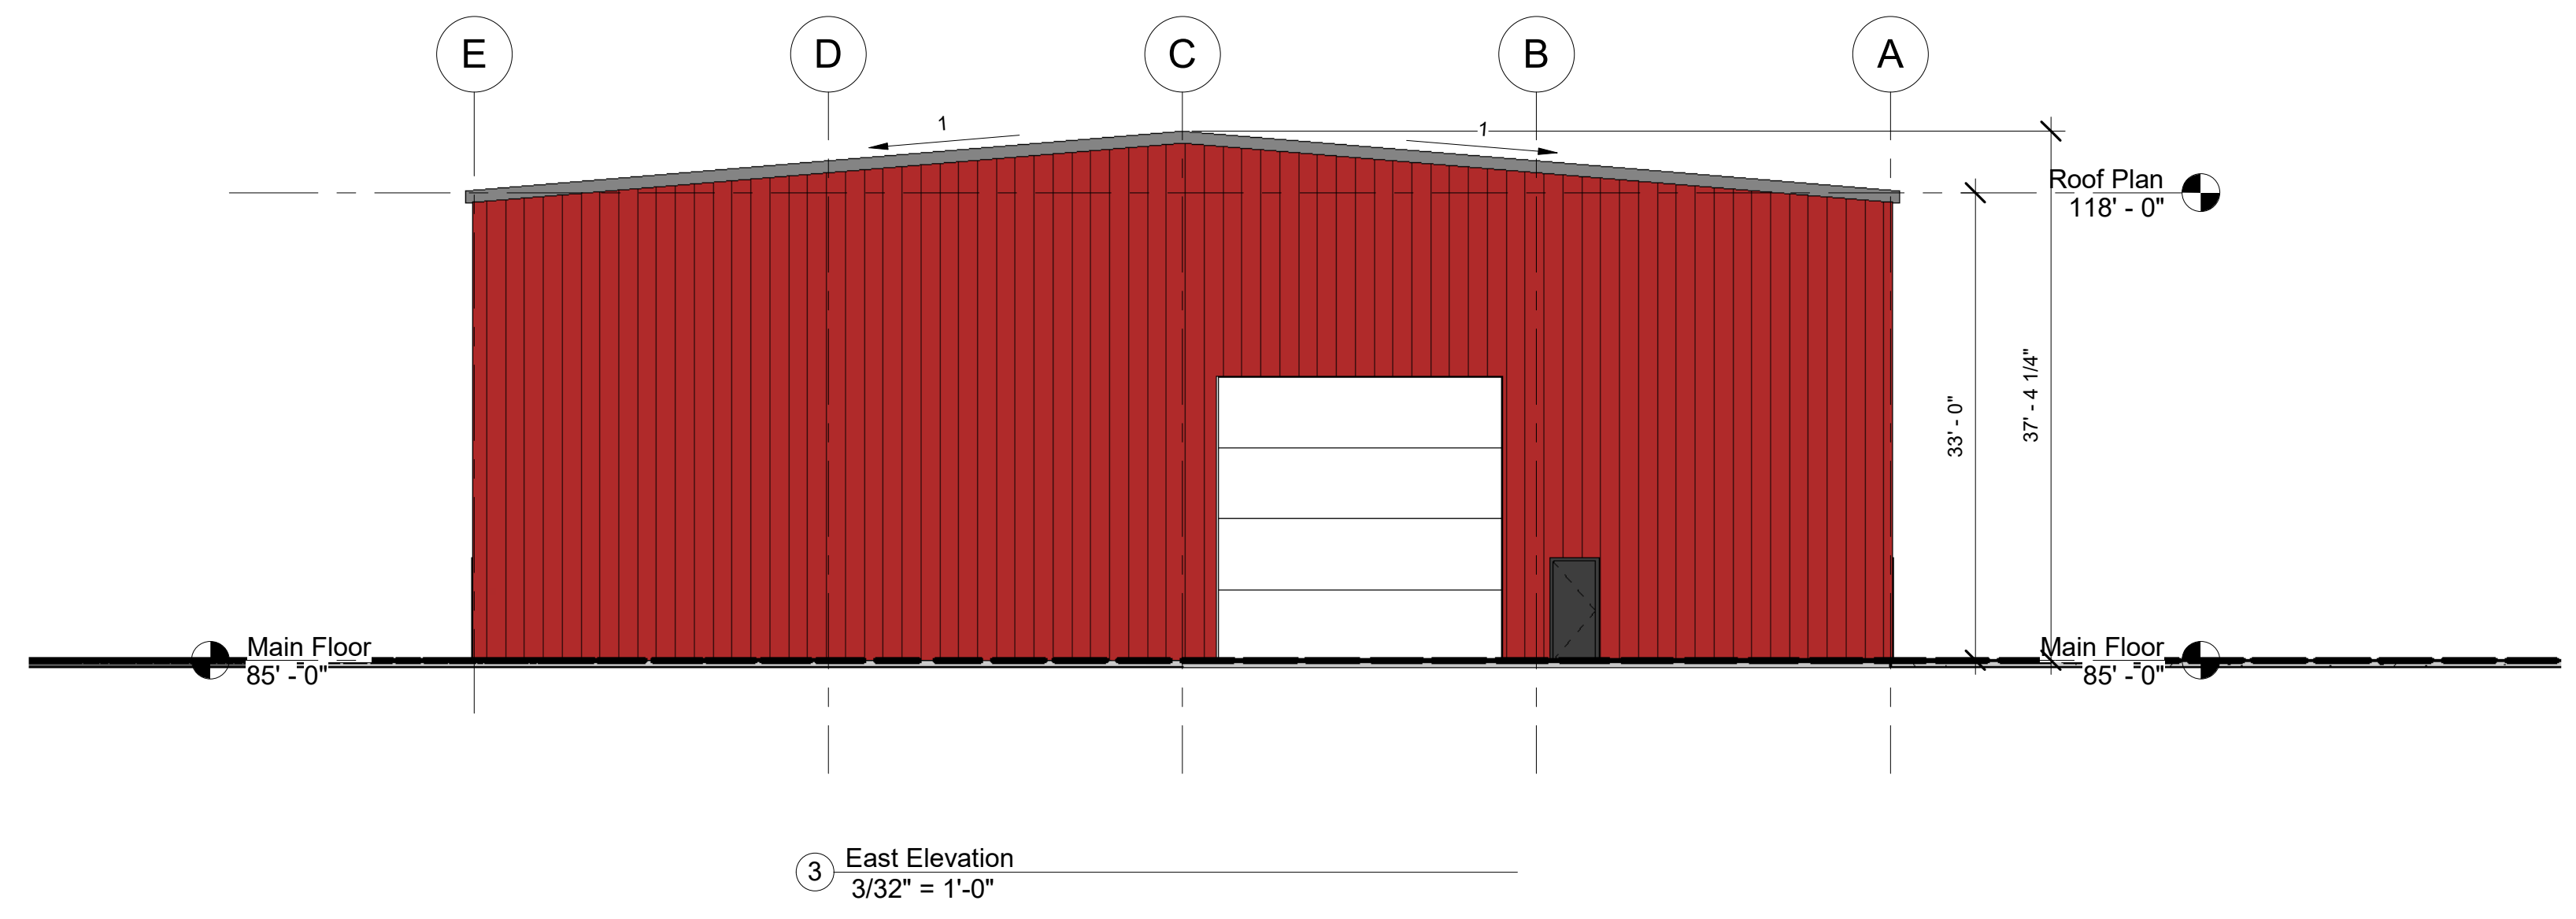 E
D
C
B
A
1
1
Roof Plan
118' - 0"
37' - 4 1/4"
33' - 0"
Main Floor
85' - 0"
Main Floor
85' - 0"
3
East Elevation
3/32" = 1'-0"